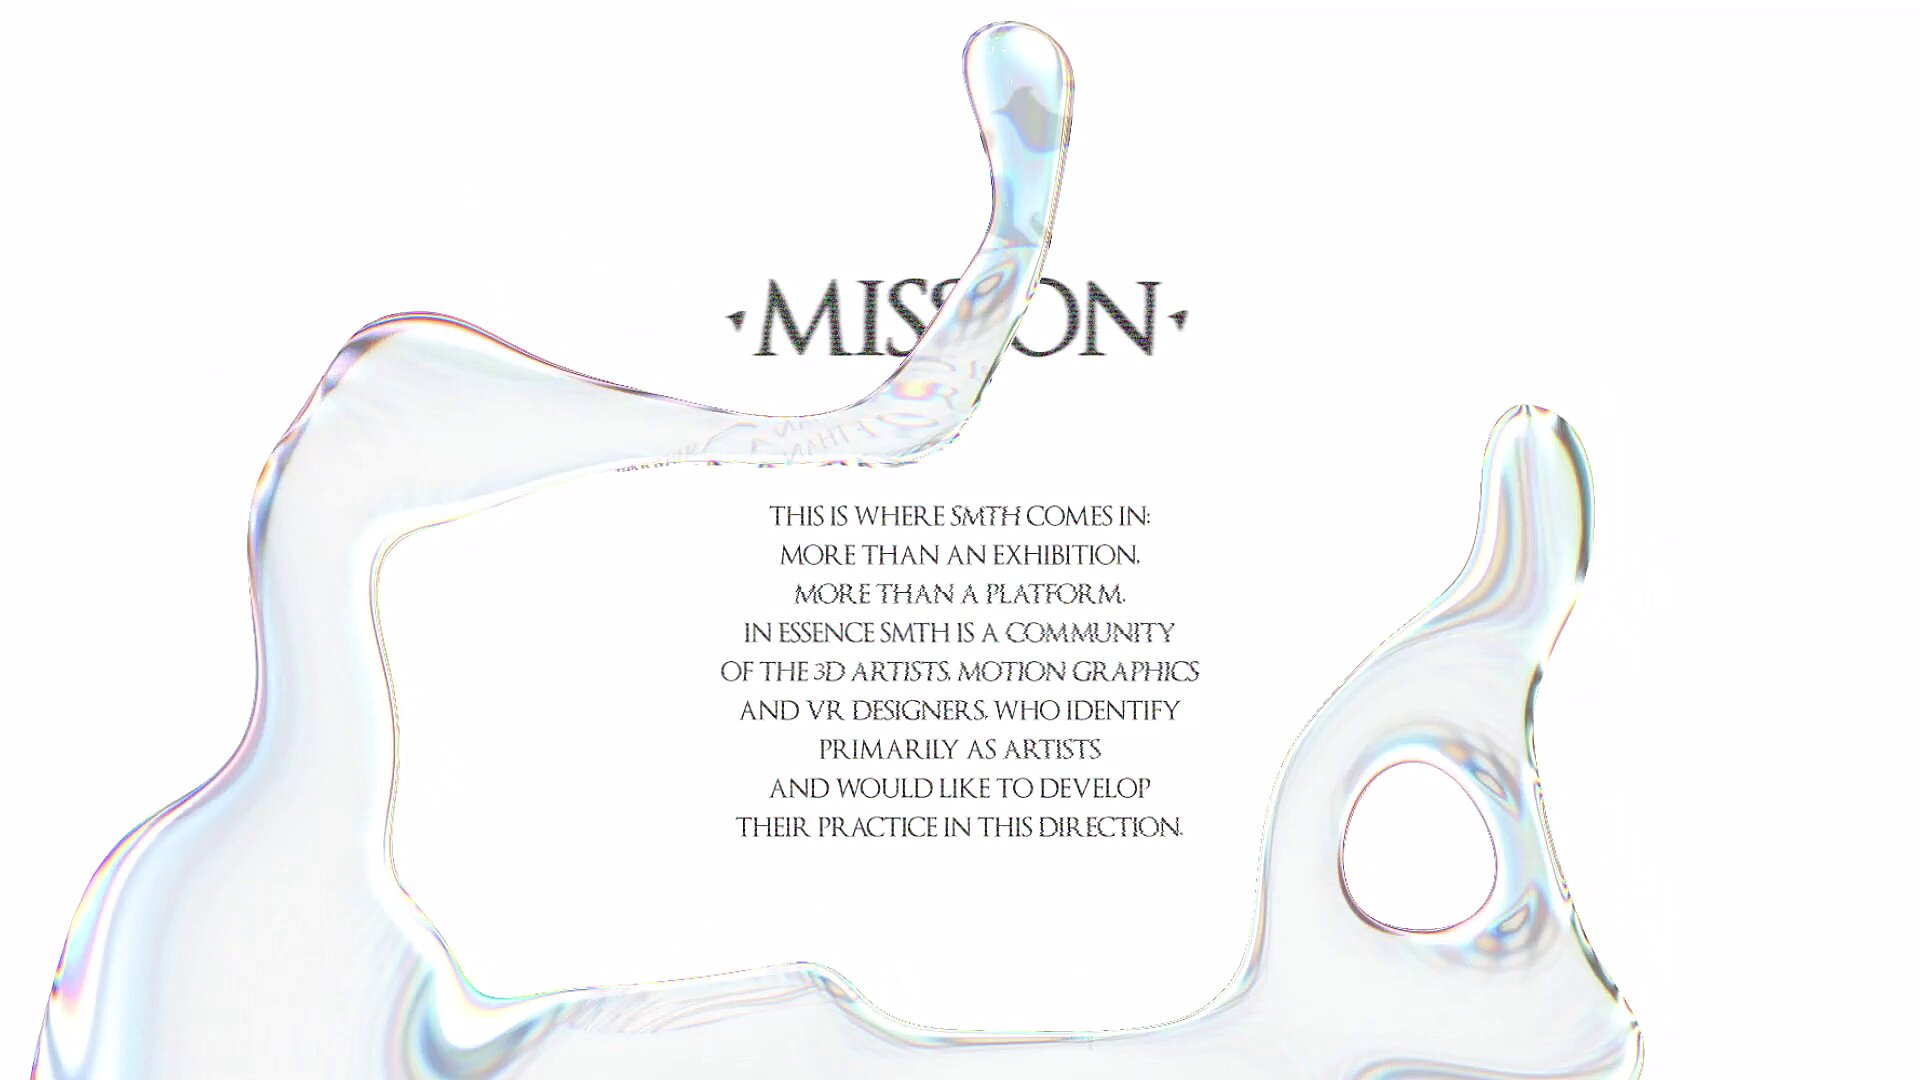 ·MISSION·
THIS IS WHERE SMTH COMES IN:
MORE THAN AN EXHIBITION,
MORE THAN A PLATFORM.
IN ESSENCE SMTH IS A COMMUNITY
OF THE 3D ARTISTS, MOTION GRAPHICS
AND VR DESIGNERS, WHO IDENTIFY
PRIMARILY AS ARTISTS
AND WOULD LIKE TO DEVELOP
THEIR PRACTICE IN THIS DIRECTION.